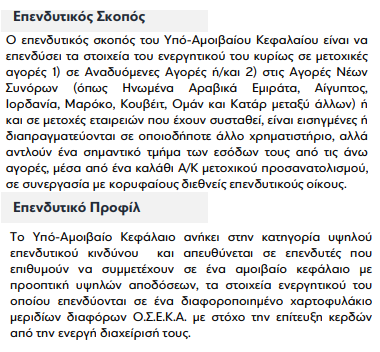 Επενδυτικός Σκοπός
Ο επενδυτικός σκοπός του Υπό-Αμοιβαίου Κεφαλαίου είναι να
επενδύσει τα στοιχεία του ενεργητικού του κυρίως σε μετοχικές
αγορές 1) σε Αναδυόμενες Αγορές ή/και 2) στις Αγορές Νέων
Συνόρων (όπως Ηνωμένα Αραβικά Εμιράτα, Αίγυπτος,
Ιορδανία, Μαρόκο, Κουβέιτ, Ομάν και Κατάρ μεταξύ άλλων) ή
και σε μετοχές εταιρειών που έχουν συσταθεί, είναι εισηγμένες ή
διαπραγματεύονται σε οποιοδήποτε άλλο χρηματιστήριο, αλλά
αντλούν ένα σημαντικό τμήμα των εσόδων τους από τις άνω
αγορές, μέσα από ένα καλάθι Α/Κ μετοχικού προσανατολισμού,
σε συνεργασία με κορυφαίους διεθνείς επενδυτικούς οίκους.
Επενδυτικό Προφίλ
Το Υπό-Αμοιβαίο Κεφάλαιο ανήκει στην κατηγορία υψηλού
επενδυτικού κινδύνου και απευθύνεται σε επενδυτές που
επιθυμούν να συμμετέχουν σε ένα αμοιβαίο κεφάλαιο με
προοπτική υψηλών αποδόσεων, τα στοιχεία ενεργητικού του
οποίου επενδύονται σε ένα διαφοροποιημένο χαρτοφυλάκιο
μεριδίων διαφόρων Ο.Σ.Ε.Κ.Α. με στόχο την επίτευξη κερδών
από την ενεργή διαχείρισή τους.